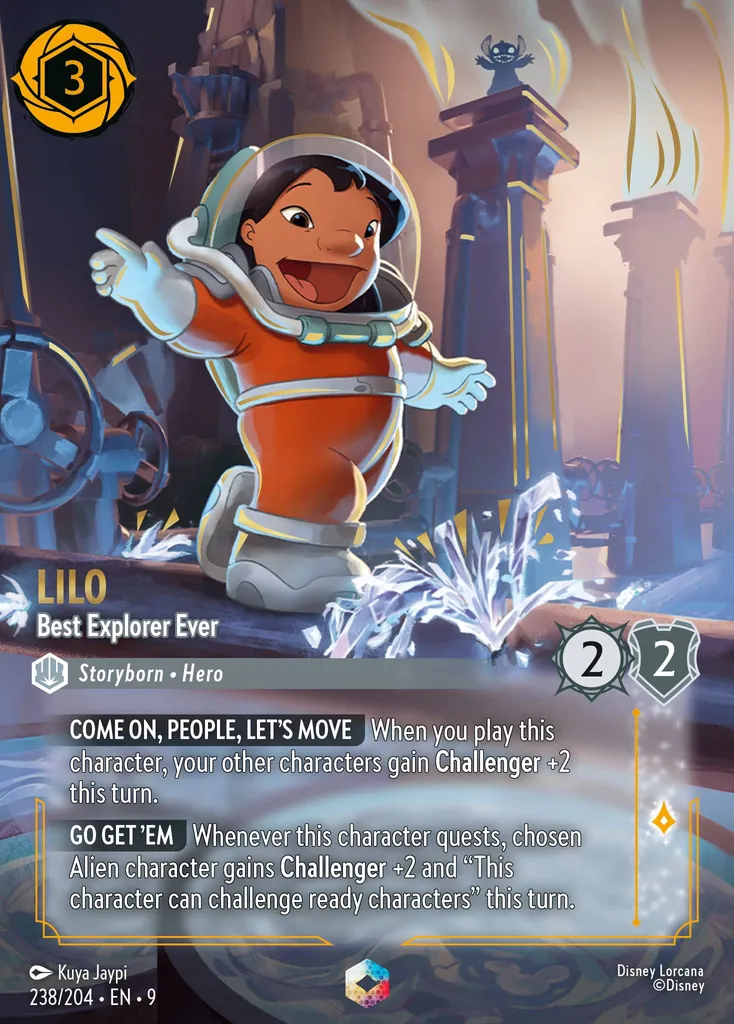 3
LILO
Best Explorer Ever
Storyborn • Hero
2
2
COME ON, PEOPLE, LET'S MOVE When you play this
character, your other characters gain Challenger +2
this turn.
GO GET 'EM Whenever this character quests, chosen
Alien character gains Challenger +2 and “This
character can challenge ready characters” this turn.
Kuya Jaypi
238/204 • EN • 9
Disney Lorcana
©Disney